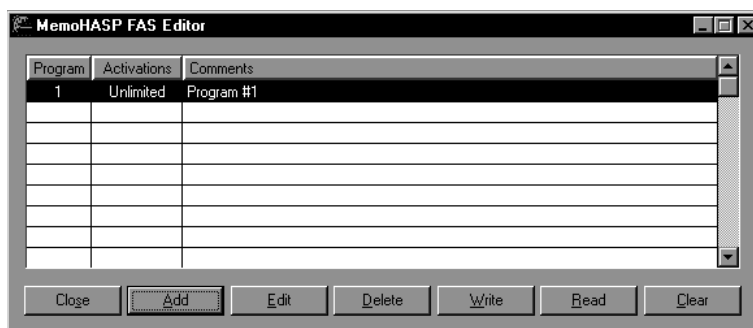 MemoHASP FAS Editor
Program Activations Comments
1 Unlimited Program #1
Close Add Edit Delete Write Read Clear